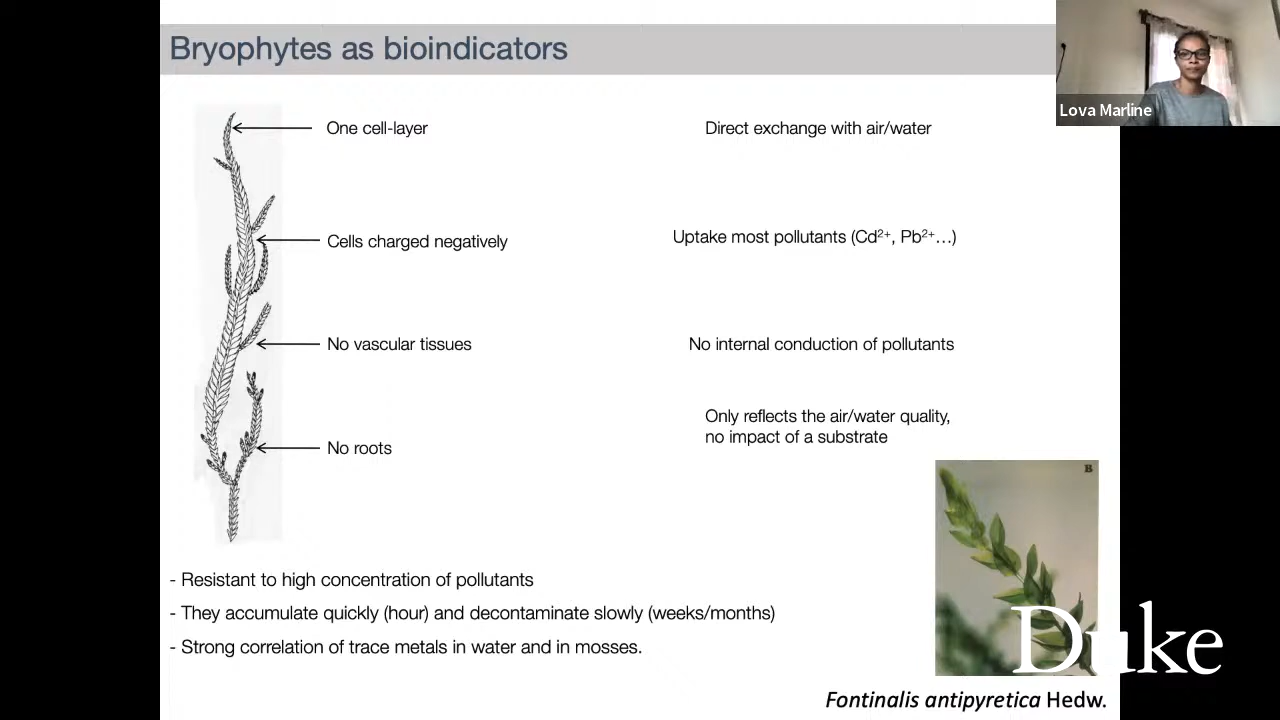 Bryophytes as bioindicators
Lova Marline
One cell-layer
Direct exchange with air/water
Cells charged negatively
Uptake most pollutants (Cd²⁺, Pb²⁺…)
No vascular tissues
No internal conduction of pollutants
No roots
Only reflects the air/water quality,
no impact of a substrate
B
- Resistant to high concentration of pollutants
- They accumulate quickly (hour) and decontaminate slowly (weeks/months)
- Strong correlation of trace metals in water and in mosses.
Duke
Fontinalis antipyretica Hedw.